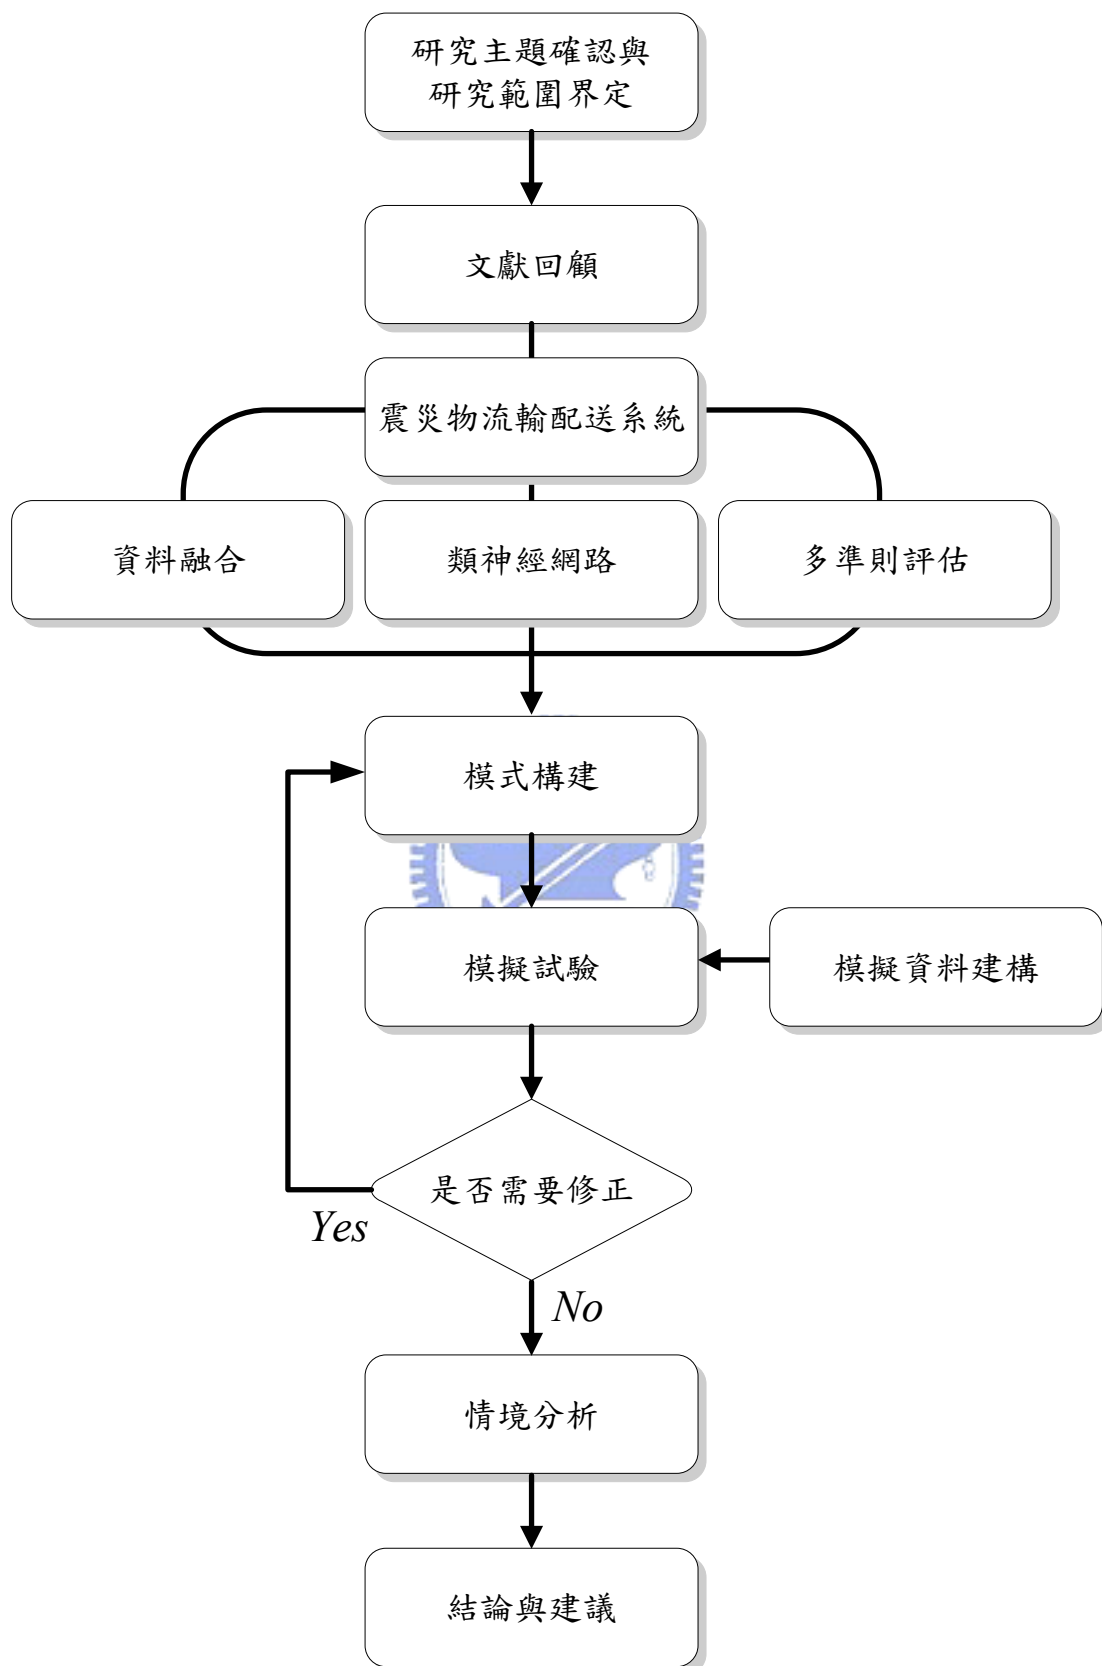 研究主題確認與
研究範圍界定
文獻回顧
震災物流輸配送系統
資料融合
類神經網路
多準則評估
模式構建
模擬試驗
模擬資料建構
是否需要修正
Yes
No
情境分析
結論與建議